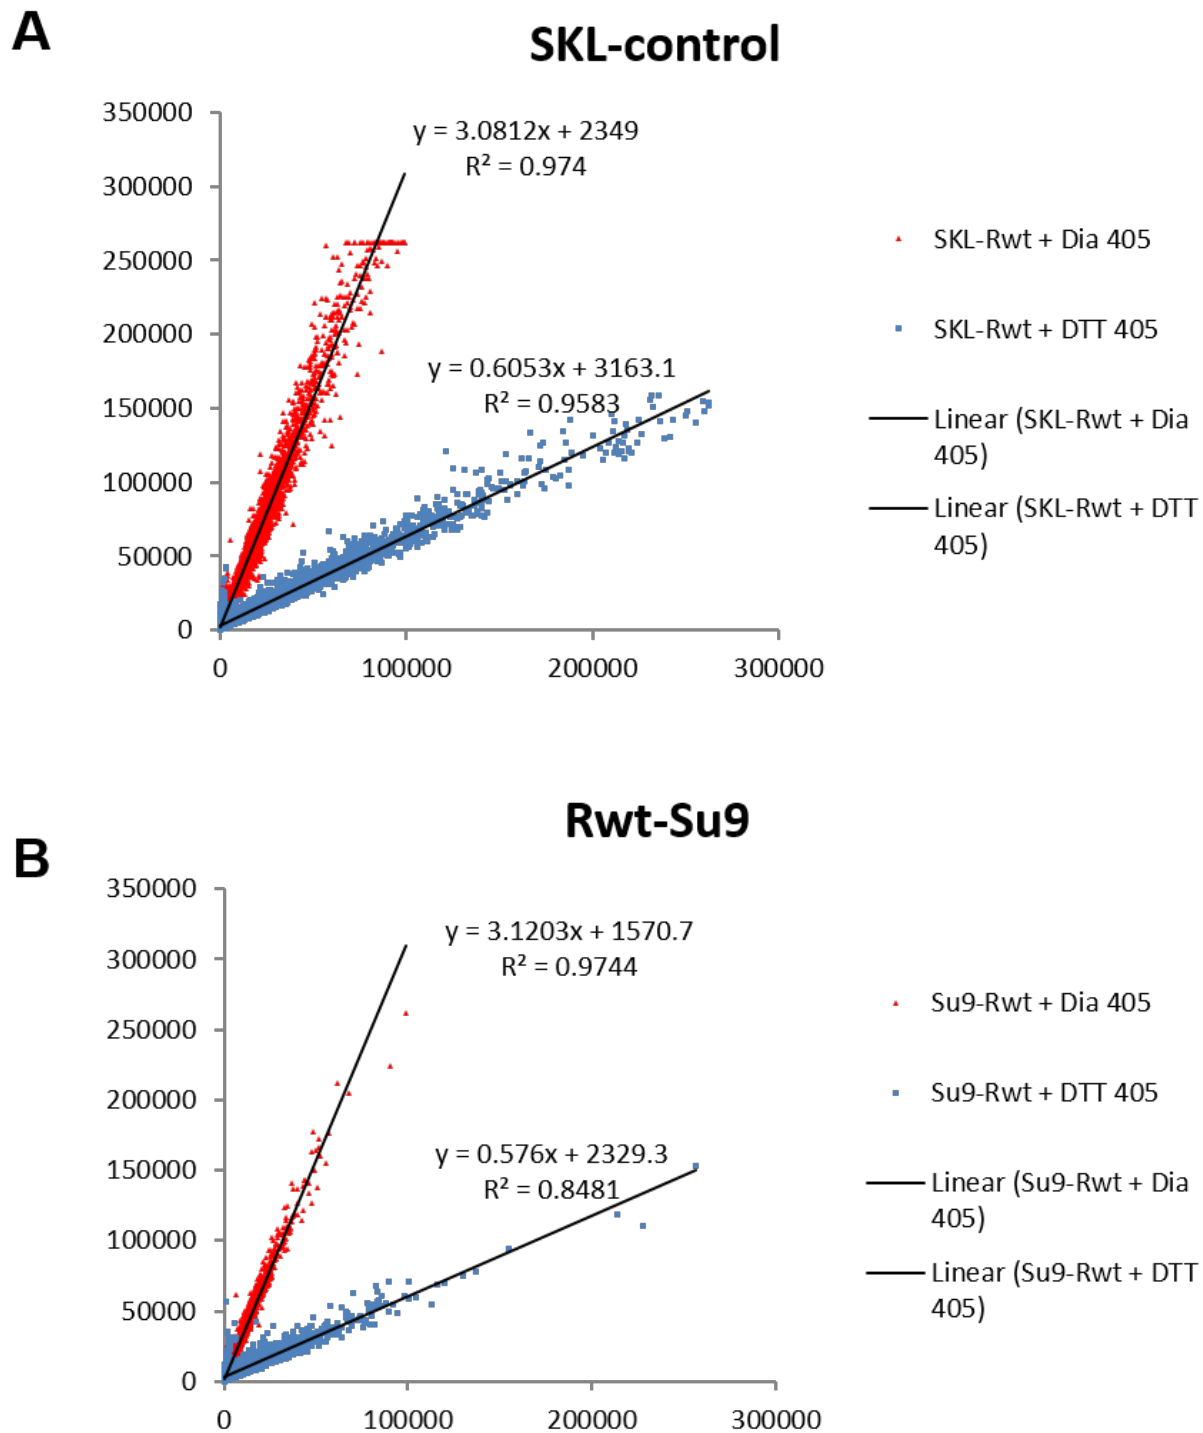 A
SKL-control
350000
300000
250000
200000
150000
100000
50000
0
0
100000
200000
300000
y = 3.0812x + 2349
R² = 0.974
y = 0.6053x + 3163.1
R² = 0.9583
SKL-Rwt + Dia 405
SKL-Rwt + DTT 405
Linear (SKL-Rwt + Dia
405)
Linear (SKL-Rwt + DTT
405)
B
Rwt-Su9
350000
300000
250000
200000
150000
100000
50000
0
0
100000
200000
300000
y = 3.1203x + 1570.7
R² = 0.9744
y = 0.576x + 2329.3
R² = 0.8481
Su9-Rwt + Dia 405
Su9-Rwt + DTT 405
Linear (Su9-Rwt + Dia
405)
Linear (Su9-Rwt + DTT
405)